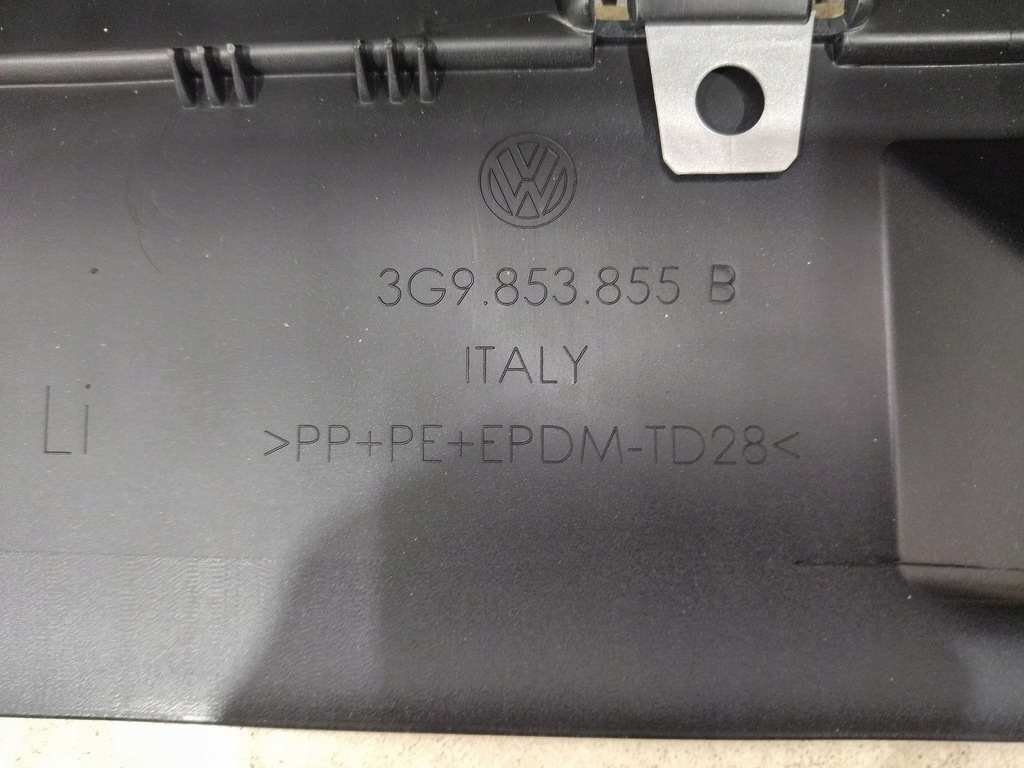 3G9.853.855 B
ITALY
Li
>PP+PE+EPDM-TD28<